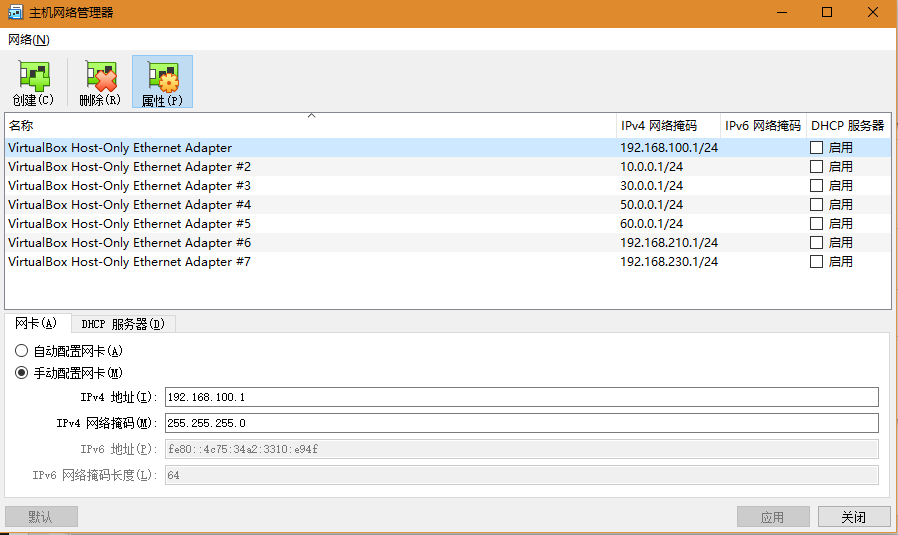 主机网络管理器
网络(N)
创建(C) 删除(R) 属性(P)
名称 IPv4 网络掩码 IPv6 网络掩码 DHCP 服务器
VirtualBox Host-Only Ethernet Adapter 192.168.100.1/24 启用
VirtualBox Host-Only Ethernet Adapter #2 10.0.0.1/24 启用
VirtualBox Host-Only Ethernet Adapter #3 30.0.0.1/24 启用
VirtualBox Host-Only Ethernet Adapter #4 50.0.0.1/24 启用
VirtualBox Host-Only Ethernet Adapter #5 60.0.0.1/24 启用
VirtualBox Host-Only Ethernet Adapter #6 192.168.210.1/24 启用
VirtualBox Host-Only Ethernet Adapter #7 192.168.230.1/24 启用
网卡(A) DHCP 服务器(D)
自动配置网卡(A)
手动配置网卡(M)
IPv4 地址(I): 192.168.100.1
IPv4 网络掩码(M): 255.255.255.0
IPv6 地址(P): fe80::4c75:34a2:3310:e94f
IPv6 网络掩码长度(L): 64
默认 应用 关闭